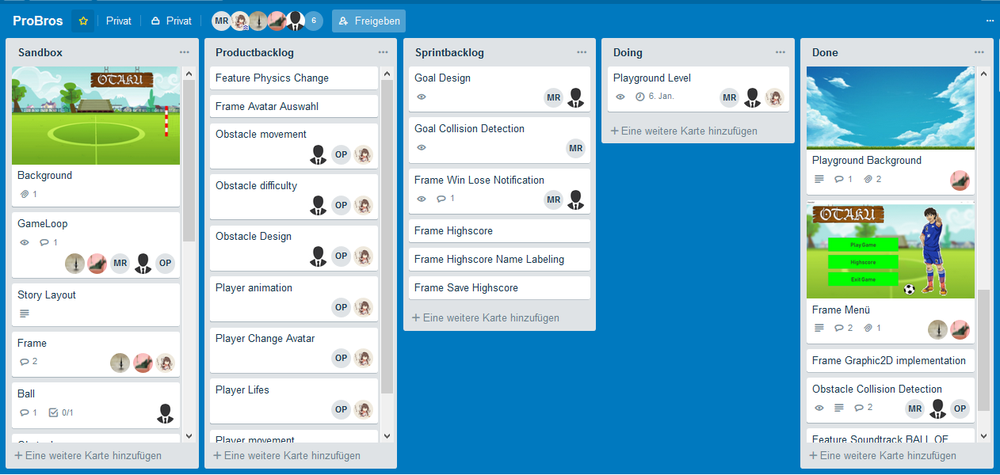 ProBros
Privat
Privat
MR
6
Freigeben
Sandbox
OTAKU
Background
1
GameLoop
1
MR OP
Story Layout
Frame
2
Ball
1 0/1
Eine weitere Karte hinzufügen
Productbacklog
Feature Physics Change
Frame Avatar Auswahl
Obstacle movement
OP
Obstacle difficulty
OP
Obstacle Design
OP
Player animation
OP
Player Change Avatar
OP
Player Lifes
OP
Player movement
Eine weitere Karte hinzufügen
Sprintbacklog
Goal Design
MR
Goal Collision Detection
MR
Frame Win Lose Notification
1 MR
Frame Highscore
Frame Highscore Name Labeling
Frame Save Highscore
Eine weitere Karte hinzufügen
Doing
Playground Level
6. Jan. MR
Eine weitere Karte hinzufügen
Done
Playground Background
1 2
OTAKU
Play Game
Highscore
Exit Game
Frame Menü
2 1
Frame Graphic2D implementation
Obstacle Collision Detection
2 MR OP
Feature Soundtrack BALL OF
Eine weitere Karte hinzufügen